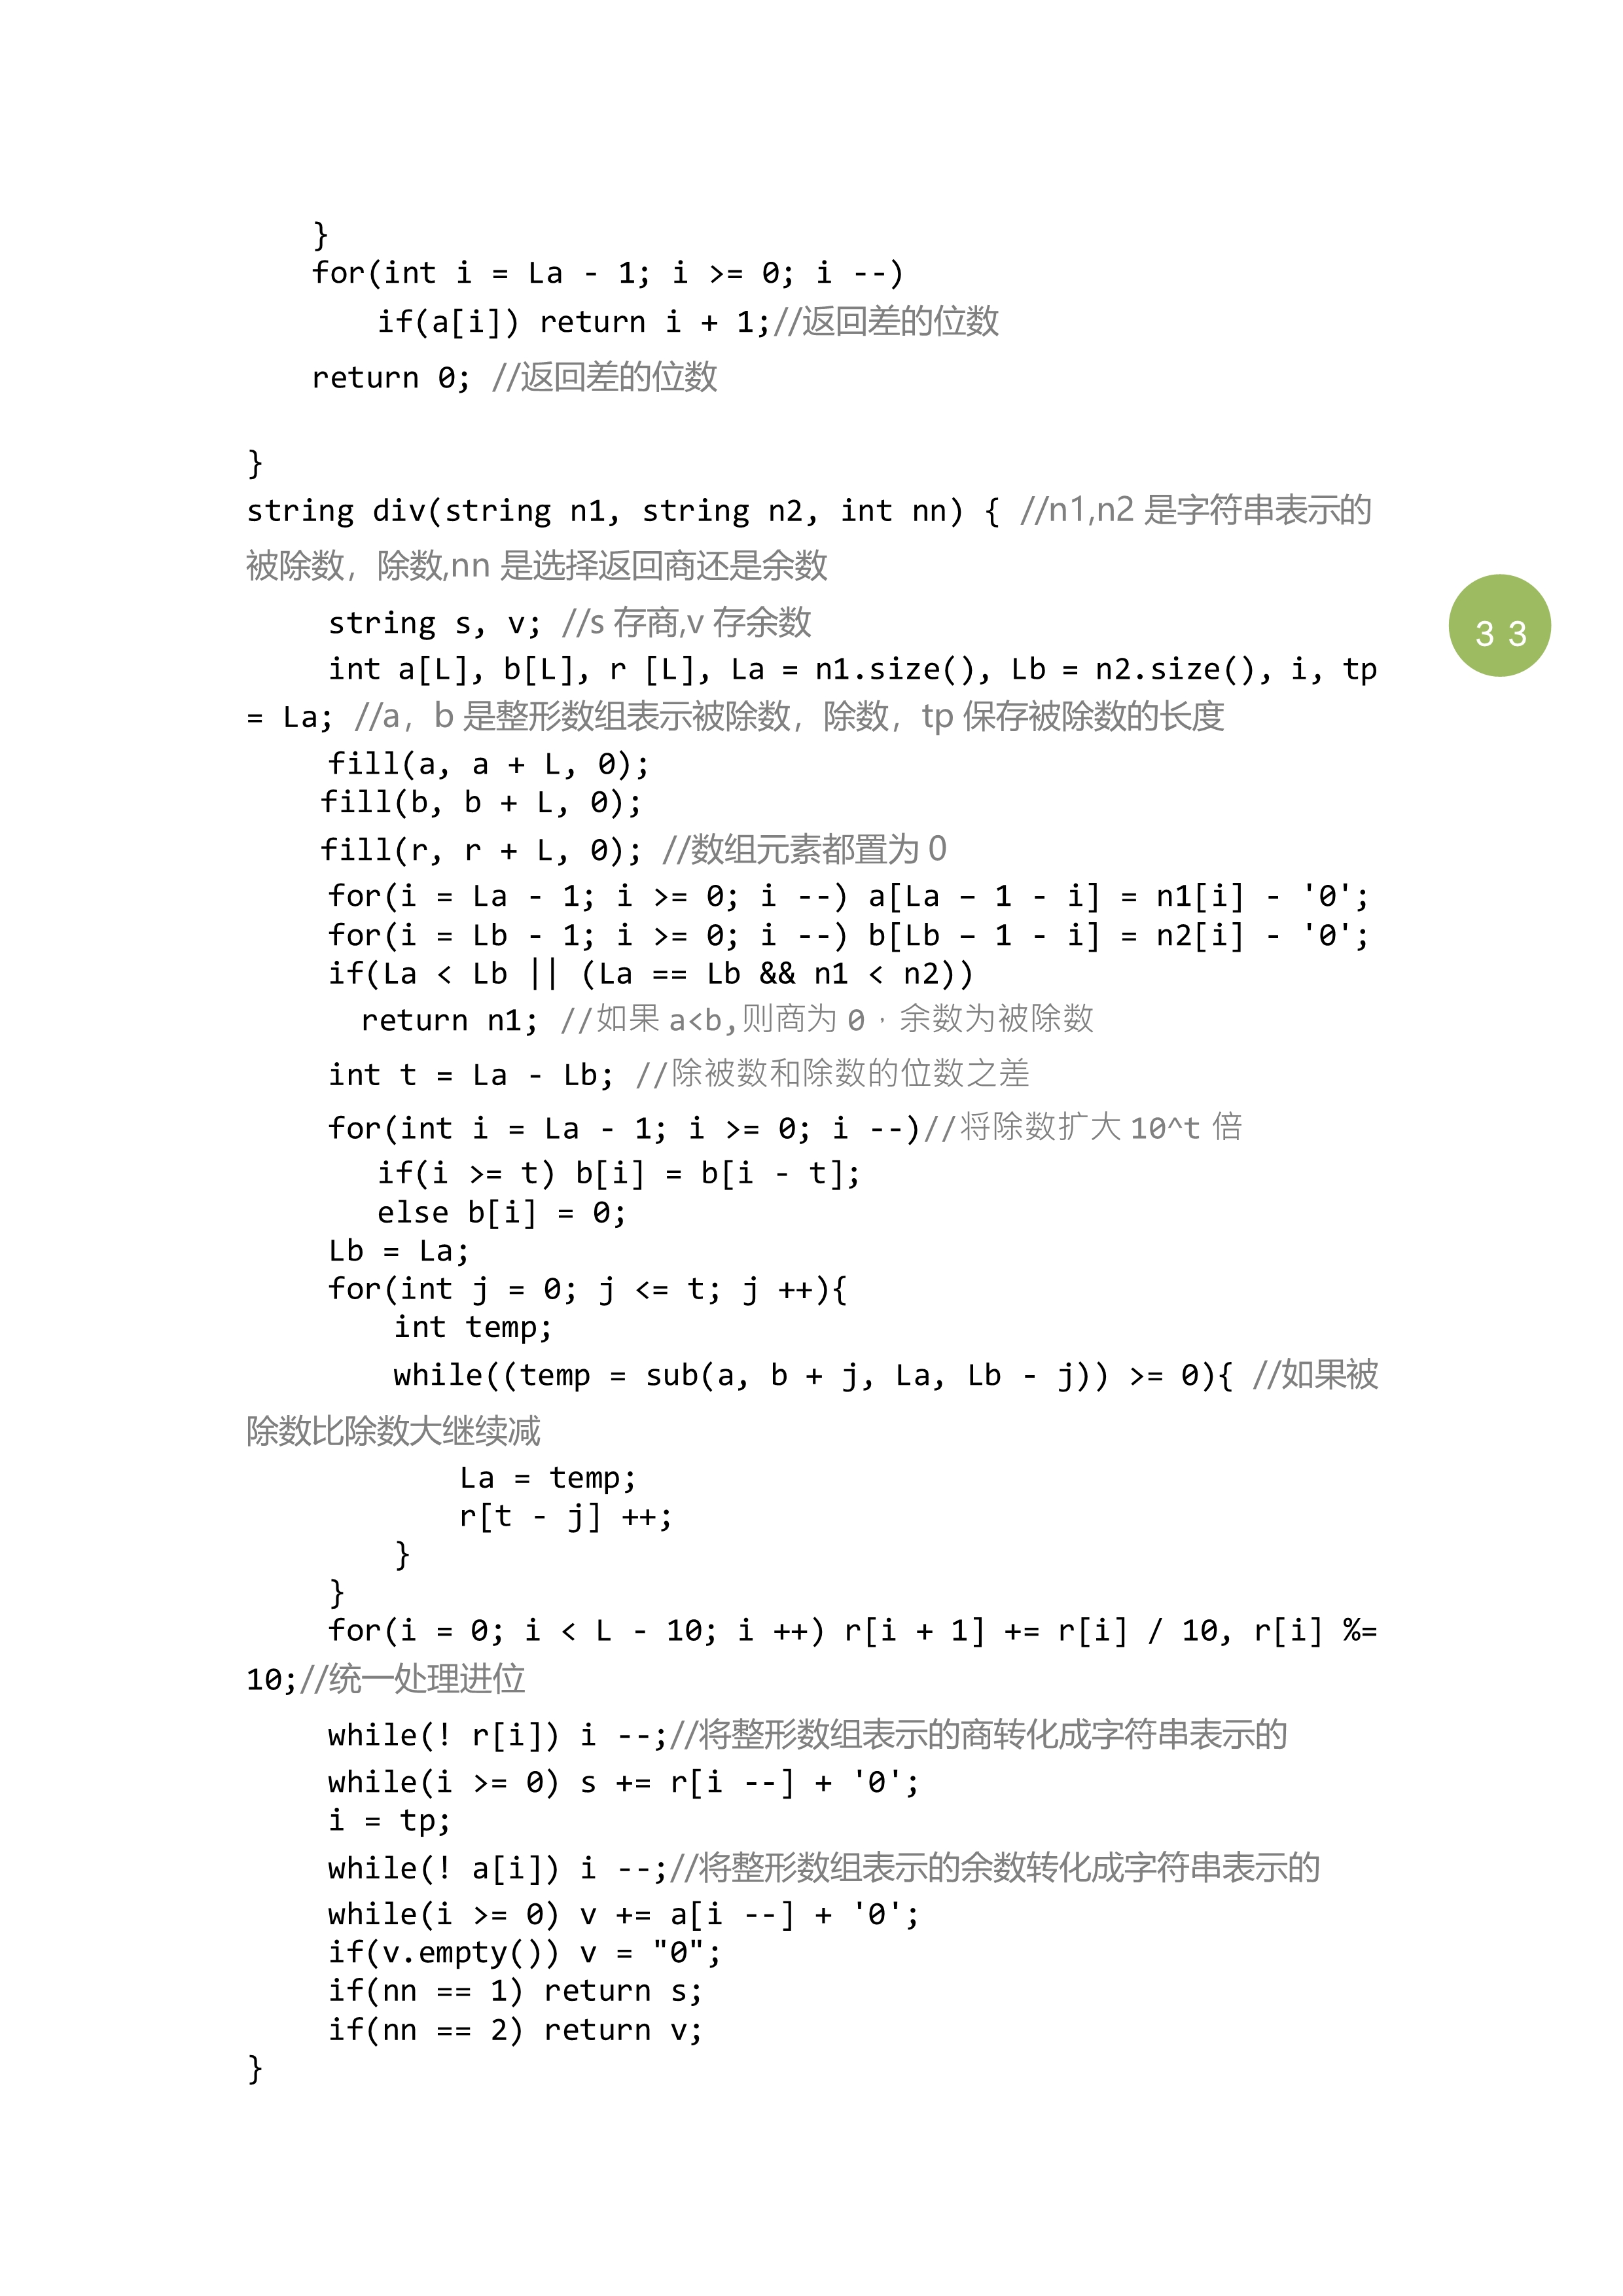 }
for(int i = La - 1; i >= 0; i --)
if(a[i]) return i + 1;//返回差的位数
return 0; //返回差的位数
}
string div(string n1, string n2, int nn) { //n1,n2 是字符串表示的
被除数，除数,nn 是选择返回商还是余数
33
string s, v; //s 存商,v 存余数
int a[L], b[L], r [L], La = n1.size(), Lb = n2.size(), i, tp
= La; //a，b 是整形数组表示被除数，除数，tp 保存被除数的长度
fill(a, a + L, 0);
fill(b, b + L, 0);
fill(r, r + L, 0); //数组元素都置为 0
for(i = La - 1; i >= 0; i --) a[La – 1 - i] = n1[i] - '0';
for(i = Lb - 1; i >= 0; i --) b[Lb – 1 - i] = n2[i] - '0';
if(La < Lb || (La == Lb && n1 < n2))
return n1; //如果 a<b,则商为 0，余数为被除数
int t = La - Lb; //除被数和除数的位数之差
for(int i = La - 1; i >= 0; i --)//将除数扩大 10^t 倍
if(i >= t) b[i] = b[i - t];
else b[i] = 0;
Lb = La;
for(int j = 0; j <= t; j ++){
int temp;
while((temp = sub(a, b + j, La, Lb - j)) >= 0){ //如果被
除数比除数大继续减
La = temp;
r[t - j] ++;
}
}
for(i = 0; i < L - 10; i ++) r[i + 1] += r[i] / 10, r[i] %=
10;//统一处理进位
while(! r[i]) i --;//将整形数组表示的商转化成字符串表示的
while(i >= 0) s += r[i --] + '0';
i = tp;
while(! a[i]) i --;//将整形数组表示的余数转化成字符串表示的
while(i >= 0) v += a[i --] + '0';
if(v.empty()) v = "0";
if(nn == 1) return s;
if(nn == 2) return v;
}